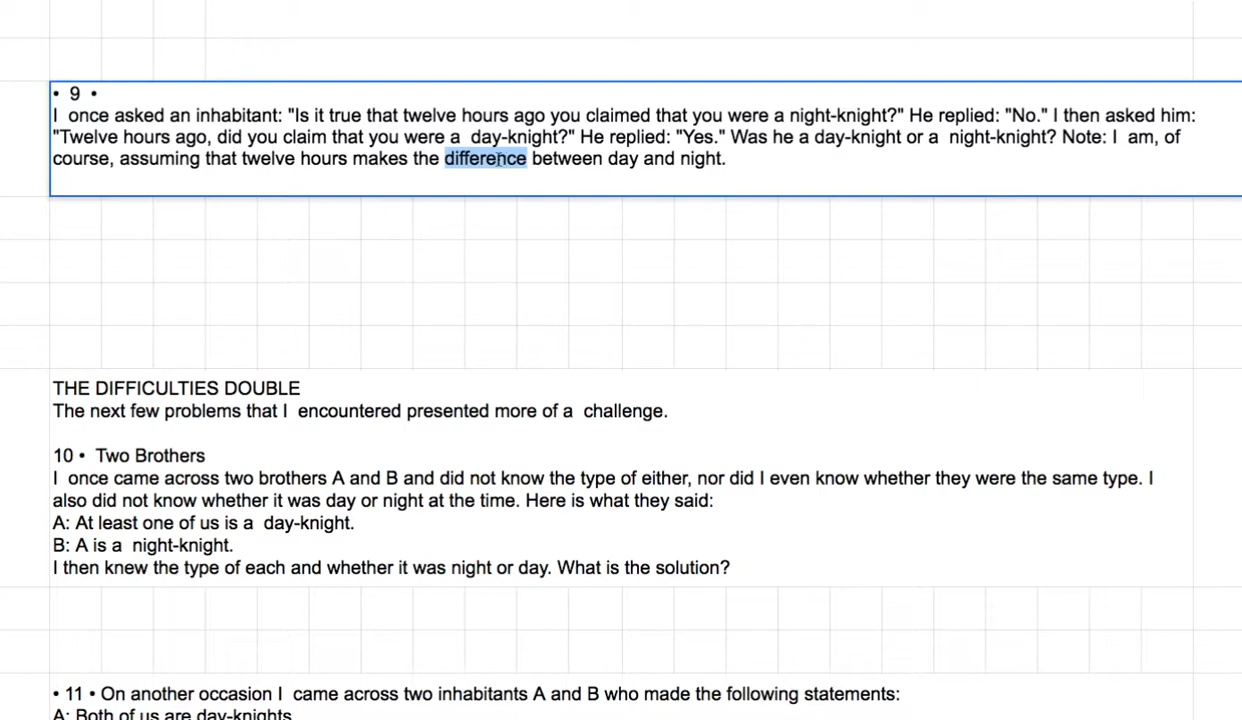 • 9 •
I once asked an inhabitant: "Is it true that twelve hours ago you claimed that you were a night-knight?" He replied: "No." I then asked him:
"Twelve hours ago, did you claim that you were a day-knight?" He replied: "Yes." Was he a day-knight or a night-knight? Note: I am, of
course, assuming that twelve hours makes the difference between day and night.
THE DIFFICULTIES DOUBLE
The next few problems that I encountered presented more of a challenge.
10 • Two Brothers
I once came across two brothers A and B and did not know the type of either, nor did I even know whether they were the same type. I
also did not know whether it was day or night at the time. Here is what they said:
A: At least one of us is a day-knight.
B: A is a night-knight.
I then knew the type of each and whether it was night or day. What is the solution?
• 11 • On another occasion I came across two inhabitants A and B who made the following statements:
A: Both of us are day-knights